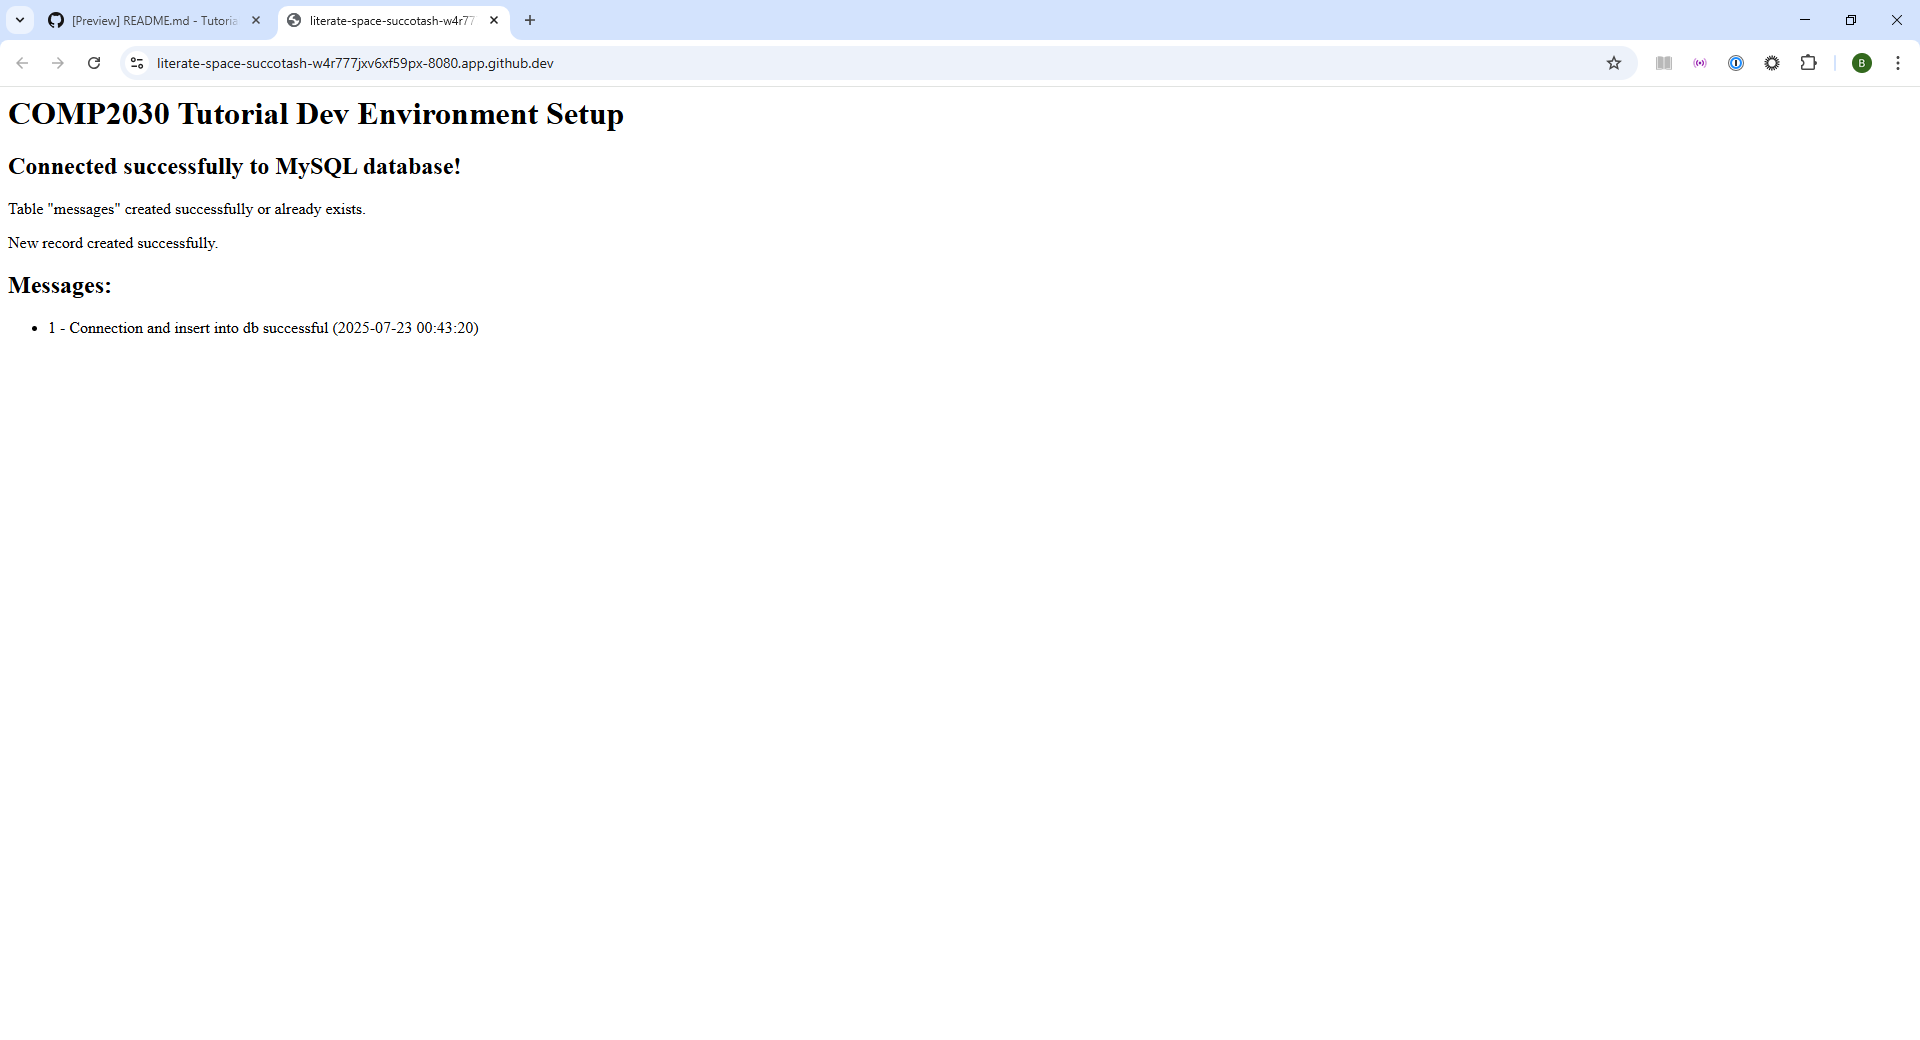 [Preview] README.md - Tutoria
literate-space-succotash-w4r77
literate-space-succotash-w4r777jxv6xf59px-8080.app.github.dev
B
COMP2030 Tutorial Dev Environment Setup
Connected successfully to MySQL database!
Table "messages" created successfully or already exists.
New record created successfully.
Messages:
• 1 - Connection and insert into db successful (2025-07-23 00:43:20)